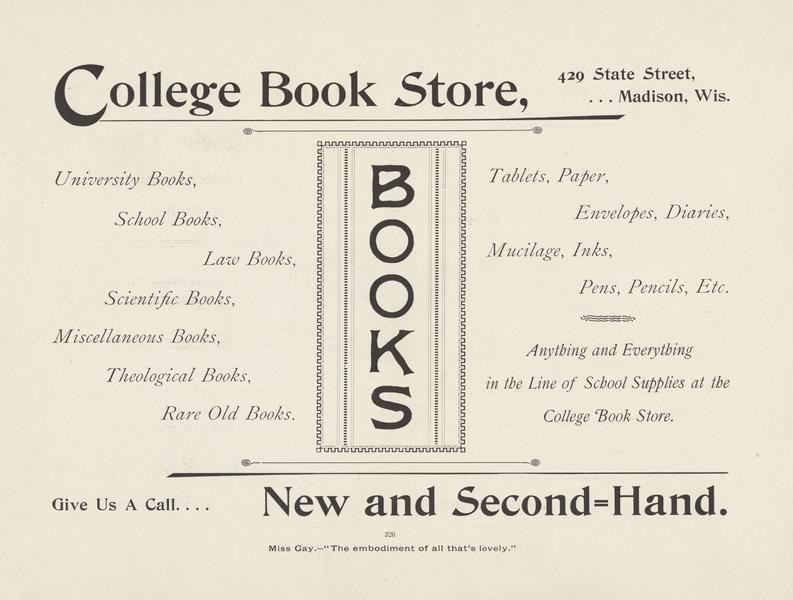 College Book Store,
429 State Street,
. . . Madison, Wis.
University Books,
School Books,
Law Books,
Scientific Books,
Miscellaneous Books,
Theological Books,
Rare Old Books.
BOOKS
Tablets, Paper,
Envelopes, Diaries,
Mucilage, Inks,
Pens, Pencils, Etc.
Anything and Everything
in the Line of School Supplies at the
College Book Store.
Give Us A Call. . . .
New and Second=Hand.
326
Miss Gay.—"The embodiment of all that's lovely."